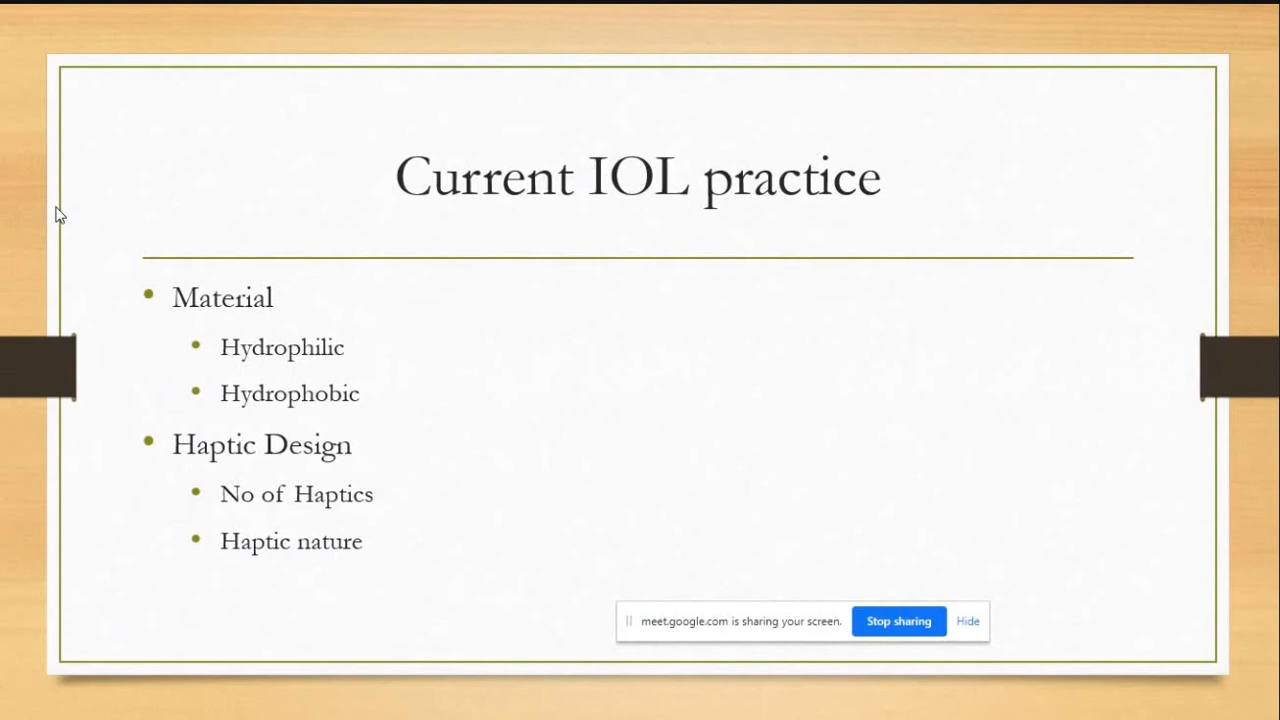 Current IOL practice
• Material
• Hydrophilic
• Hydrophobic
• Haptic Design
• No of Haptics
• Haptic nature
meet.google.com is sharing your screen. Stop sharing Hide